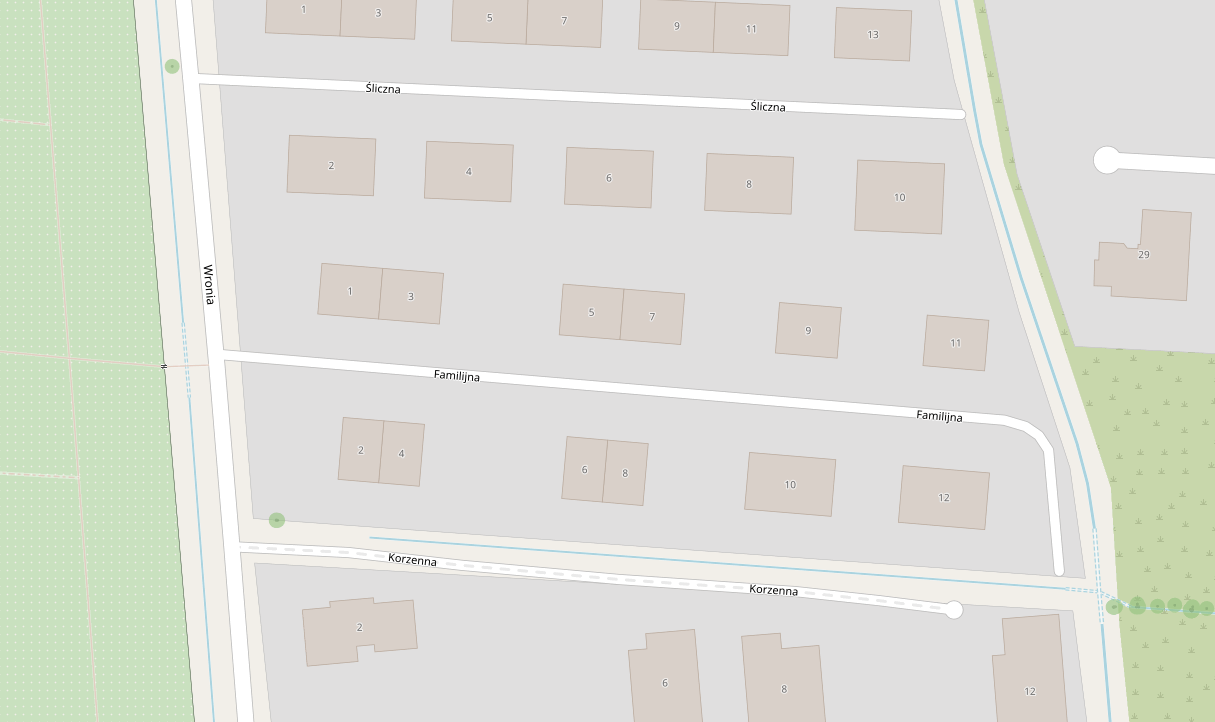 1 3 5 7 9 11 13
Śliczna Śliczna
2 4 6 8 10
29
Wronia
1 3 5 7 9 11
Familijna Familijna
2 4 6 8 10 12
Korzenna Korzenna
2 6 8 12